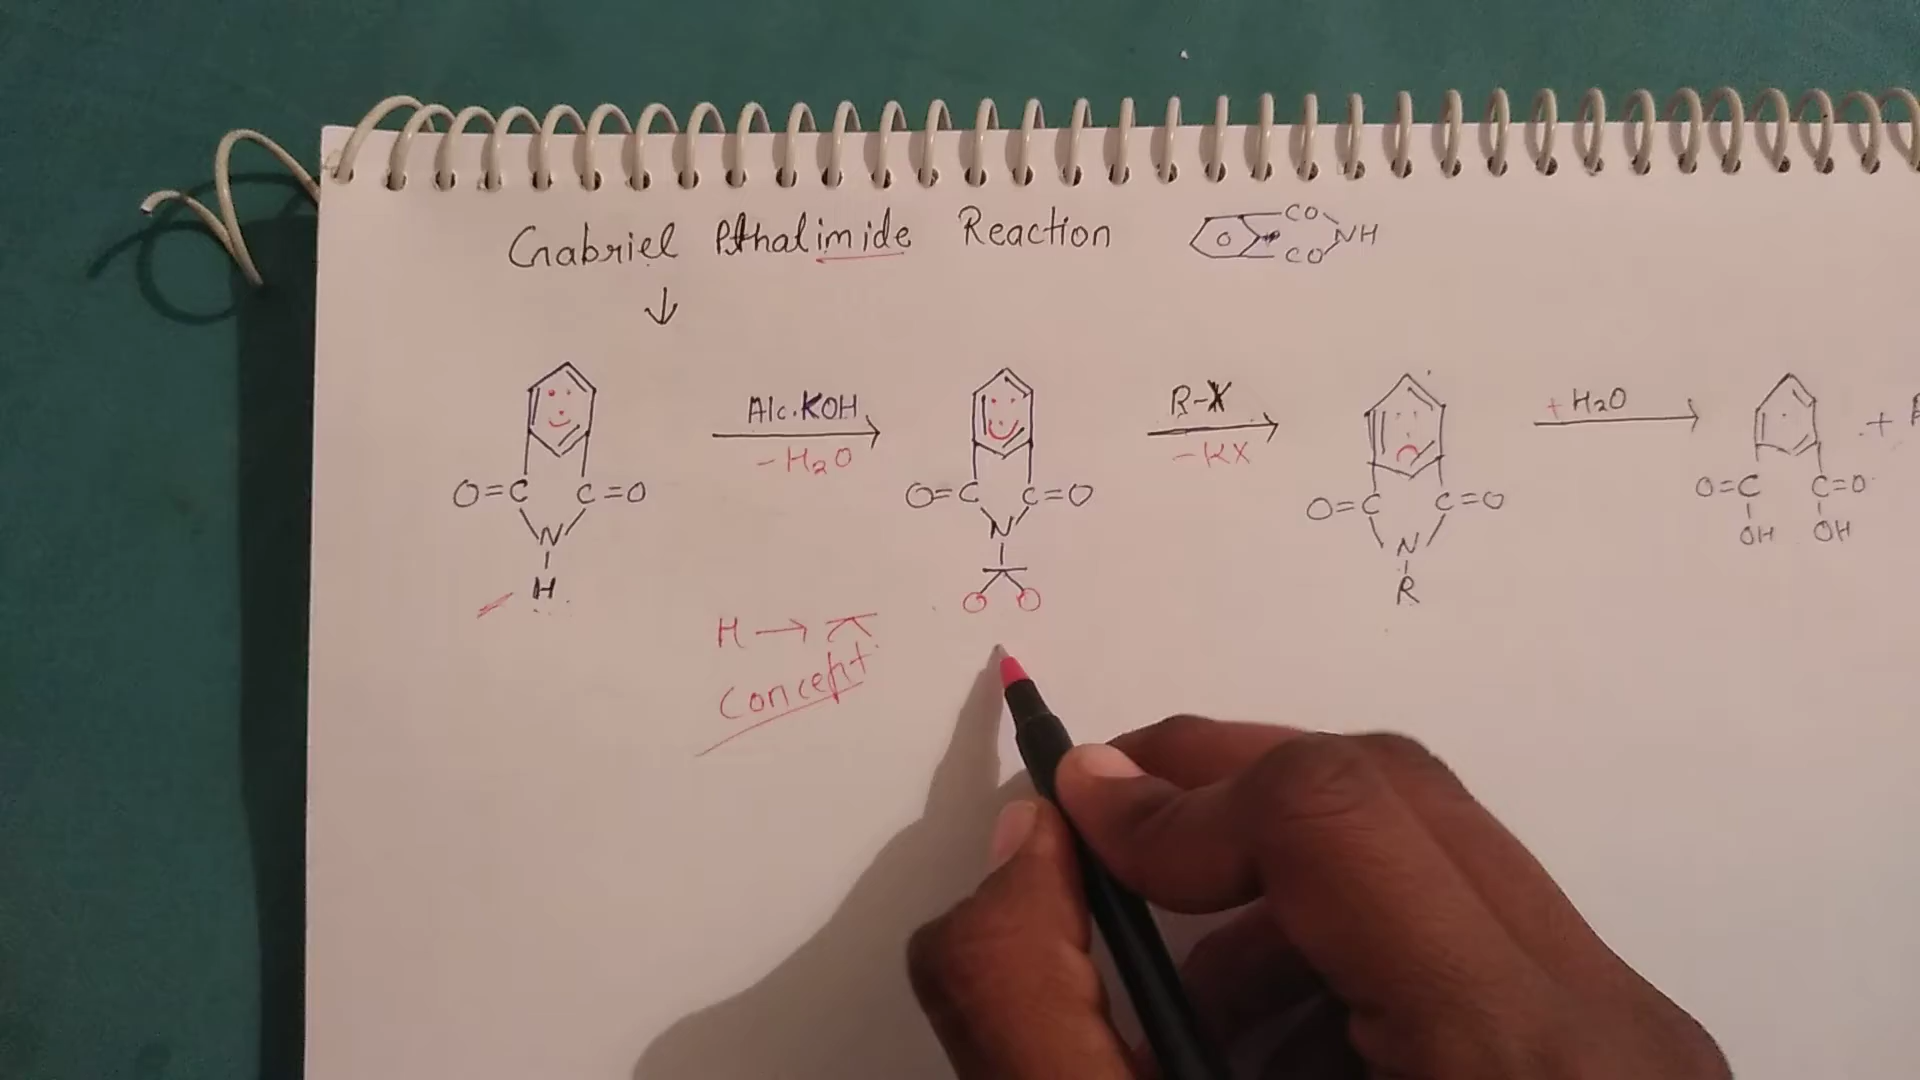 Gabriel Pthalimide Reaction
CO
O
NH
CO
Alc.KOH
R-X
+H2O
-H2O
-KX
+
O=C C=O
O=C C=O
O=C C=O
O=C C=O
N
N
N
OH OH
H
R
H →
Concept